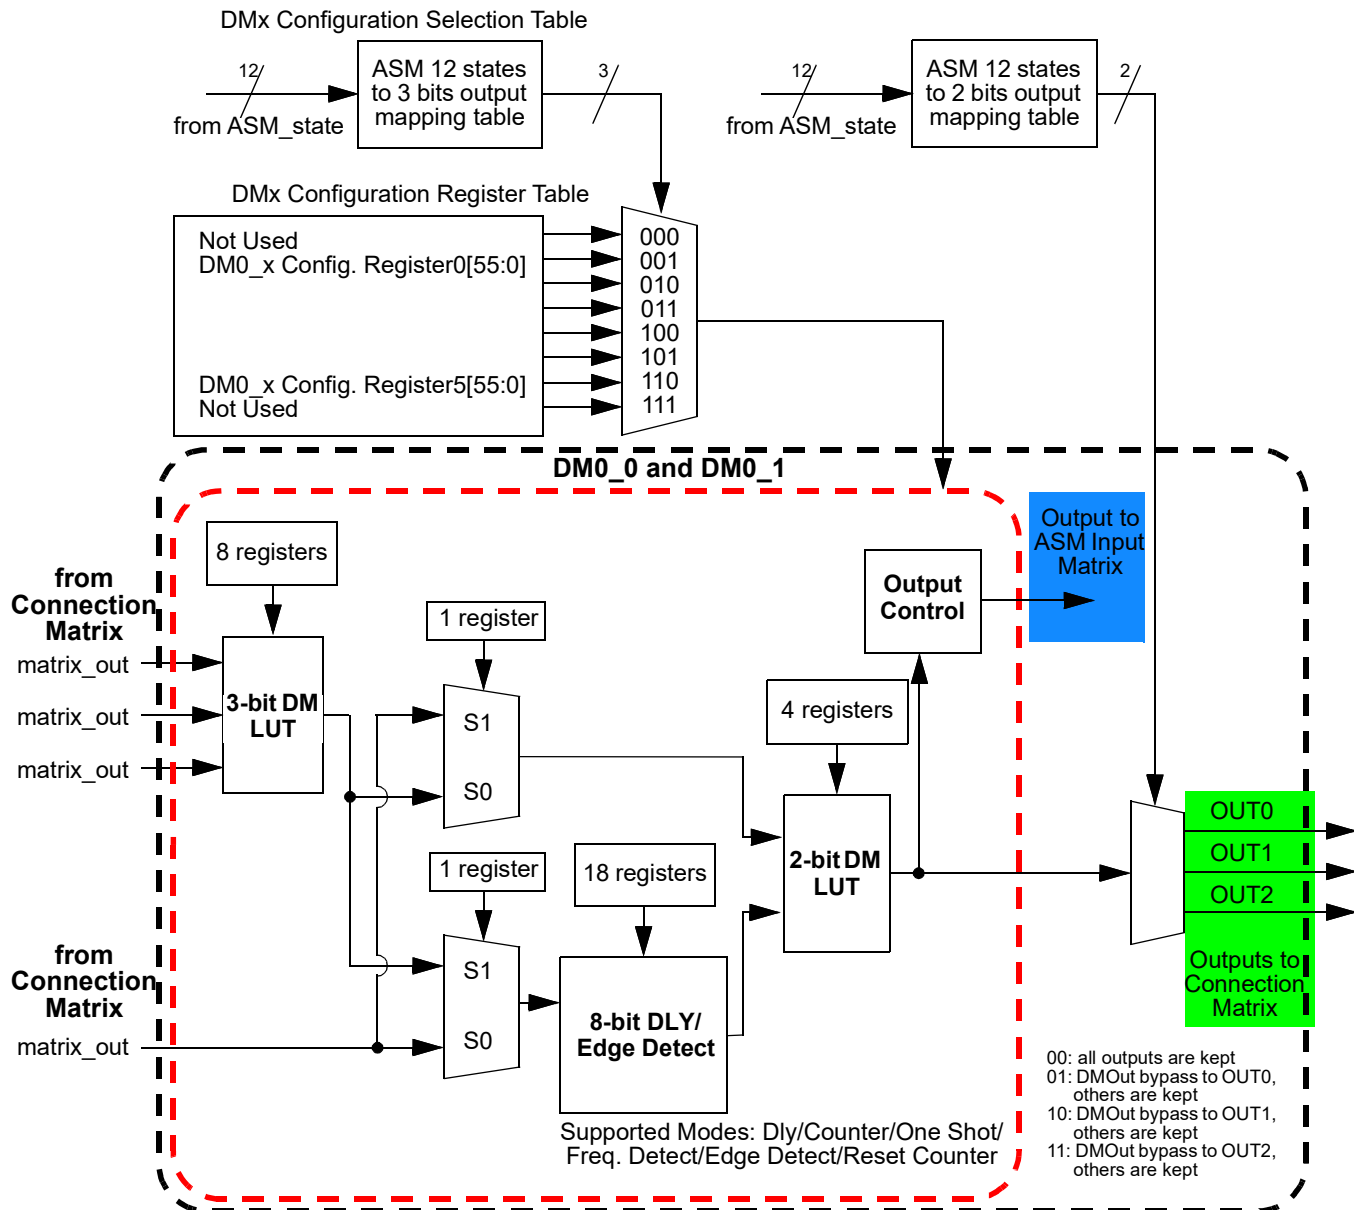 DMx Configuration Selection Table
12
ASM 12 states
to 3 bits output
mapping table
3
from ASM_state
12
ASM 12 states
to 2 bits output
mapping table
2
from ASM_state
DMx Configuration Register Table
Not Used
DM0_x Config. Register0[55:0]
DM0_x Config. Register5[55:0]
Not Used
000
001
010
011
100
101
110
111
DM0_0 and DM0_1
8 registers
from
Connection
Matrix
matrix_out
matrix_out
matrix_out
3-bit DM
LUT
1 register
S1
S0
Output
Control
Output to
ASM Input
Matrix
4 registers
2-bit DM
LUT
1 register
18 registers
S1
S0
8-bit DLY/
Edge Detect
from
Connection
Matrix
matrix_out
OUT0
OUT1
OUT2
Outputs to
Connection
Matrix
Supported Modes: Dly/Counter/One Shot/
Freq. Detect/Edge Detect/Reset Counter
00: all outputs are kept
01: DMOut bypass to OUT0,
others are kept
10: DMOut bypass to OUT1,
others are kept
11: DMOut bypass to OUT2,
others are kept